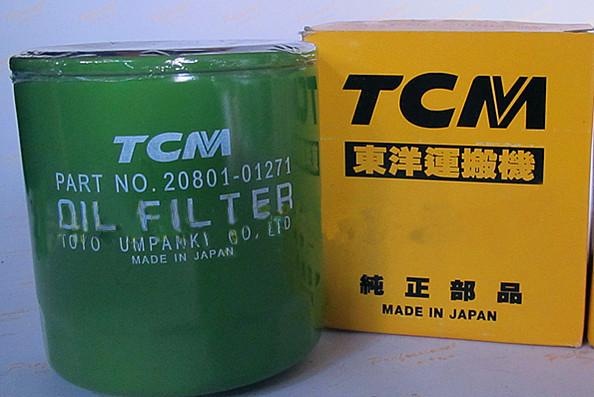 TCM
PART NO. 20801-01271
OIL FILTER
TOYO UMPANKI CO, LTD
MADE IN JAPAN
TCM
東洋運搬機
純正部品
MADE IN JAPAN